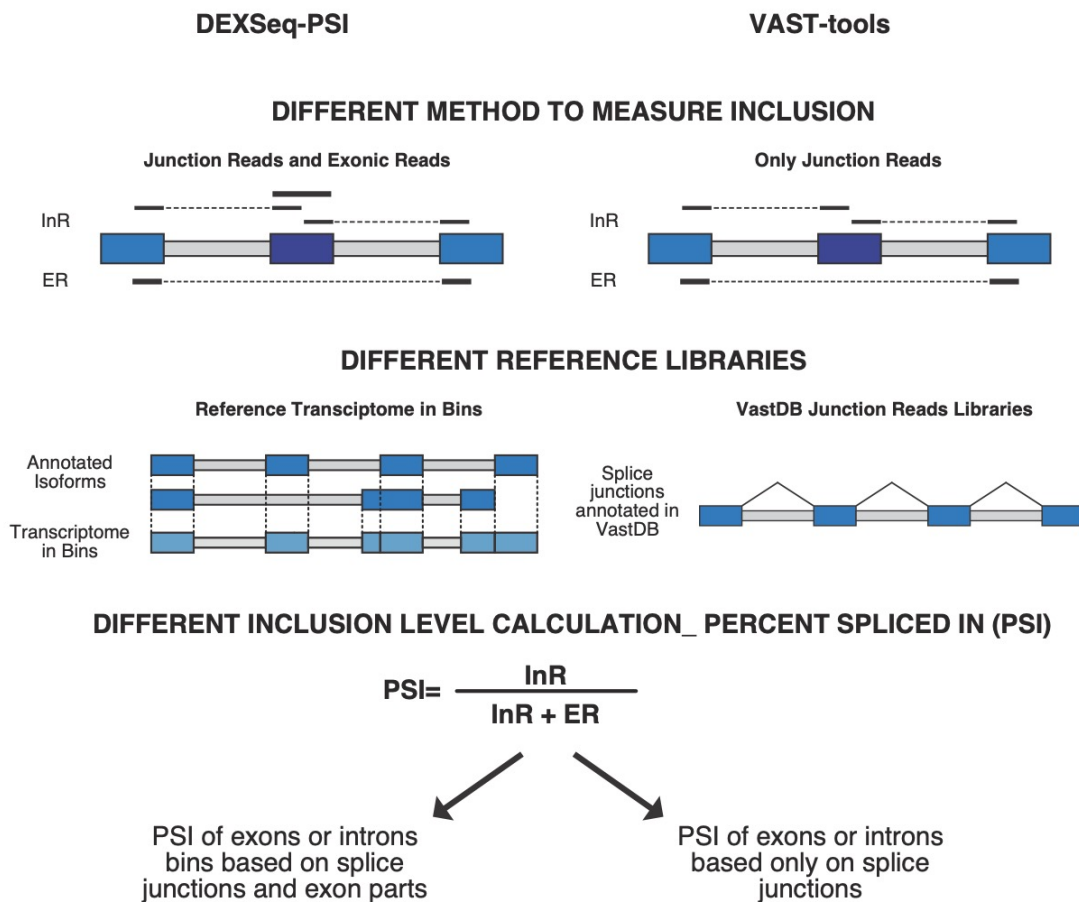 DEXSeq-PSI
VAST-tools
DIFFERENT METHOD TO MEASURE INCLUSION
Junction Reads and Exonic Reads
Only Junction Reads
InR
ER
InR
ER
DIFFERENT REFERENCE LIBRARIES
Reference Transciptome in Bins
VastDB Junction Reads Libraries
Annotated
Isoforms
Transcriptome
in Bins
Splice
junctions
annotated in
VastDB
DIFFERENT INCLUSION LEVEL CALCULATION_ PERCENT SPLICED IN (PSI)
PSI=
InR
InR + ER
PSI of exons or introns
bins based on splice
junctions and exon parts
PSI of exons or introns
based only on splice
junctions